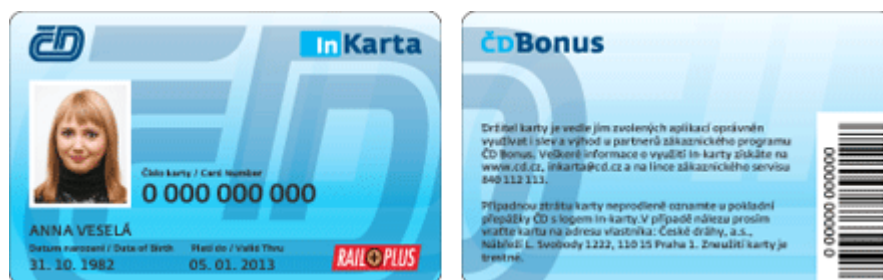 ČD
InKarta
Číslo karty / Card Number
0 000 000 000
ANNA VESELÁ
Datum narození / Date of Birth Platí do / Valid Thru
31. 10. 1982 05. 01. 2013
RAIL PLUS
ČDBonus
Držitel karty je vedle jím zvolených aplikací oprávněn
využívat i slev a výhod u partnerů zákaznického programu
ČD Bonus. Veškeré informace o využití In-karty získáte na
www.cd.cz, inkarta@cd.cz a na lince zákaznického servisu
840 112 113.
Případnou ztrátu karty neprodleně oznamte u pokladní
přepážky ČD s logem In-karty. V případě nálezu prosím
vraťte kartu na adresu vlastníka: České dráhy, a.s.,
Nábřeží L. Svobody 1222, 110 15 Praha 1. Zneužití karty je
trestné.
0 000000 0000000